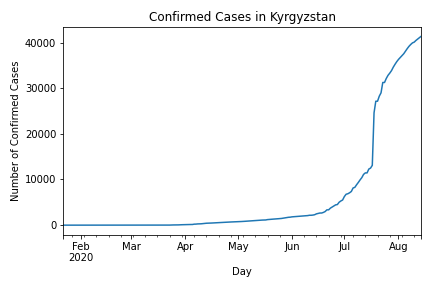 Confirmed Cases in Kyrgyzstan
Number of Confirmed Cases
40000
30000
20000
10000
0
Feb Mar Apr May Jun Jul Aug
2020
Day